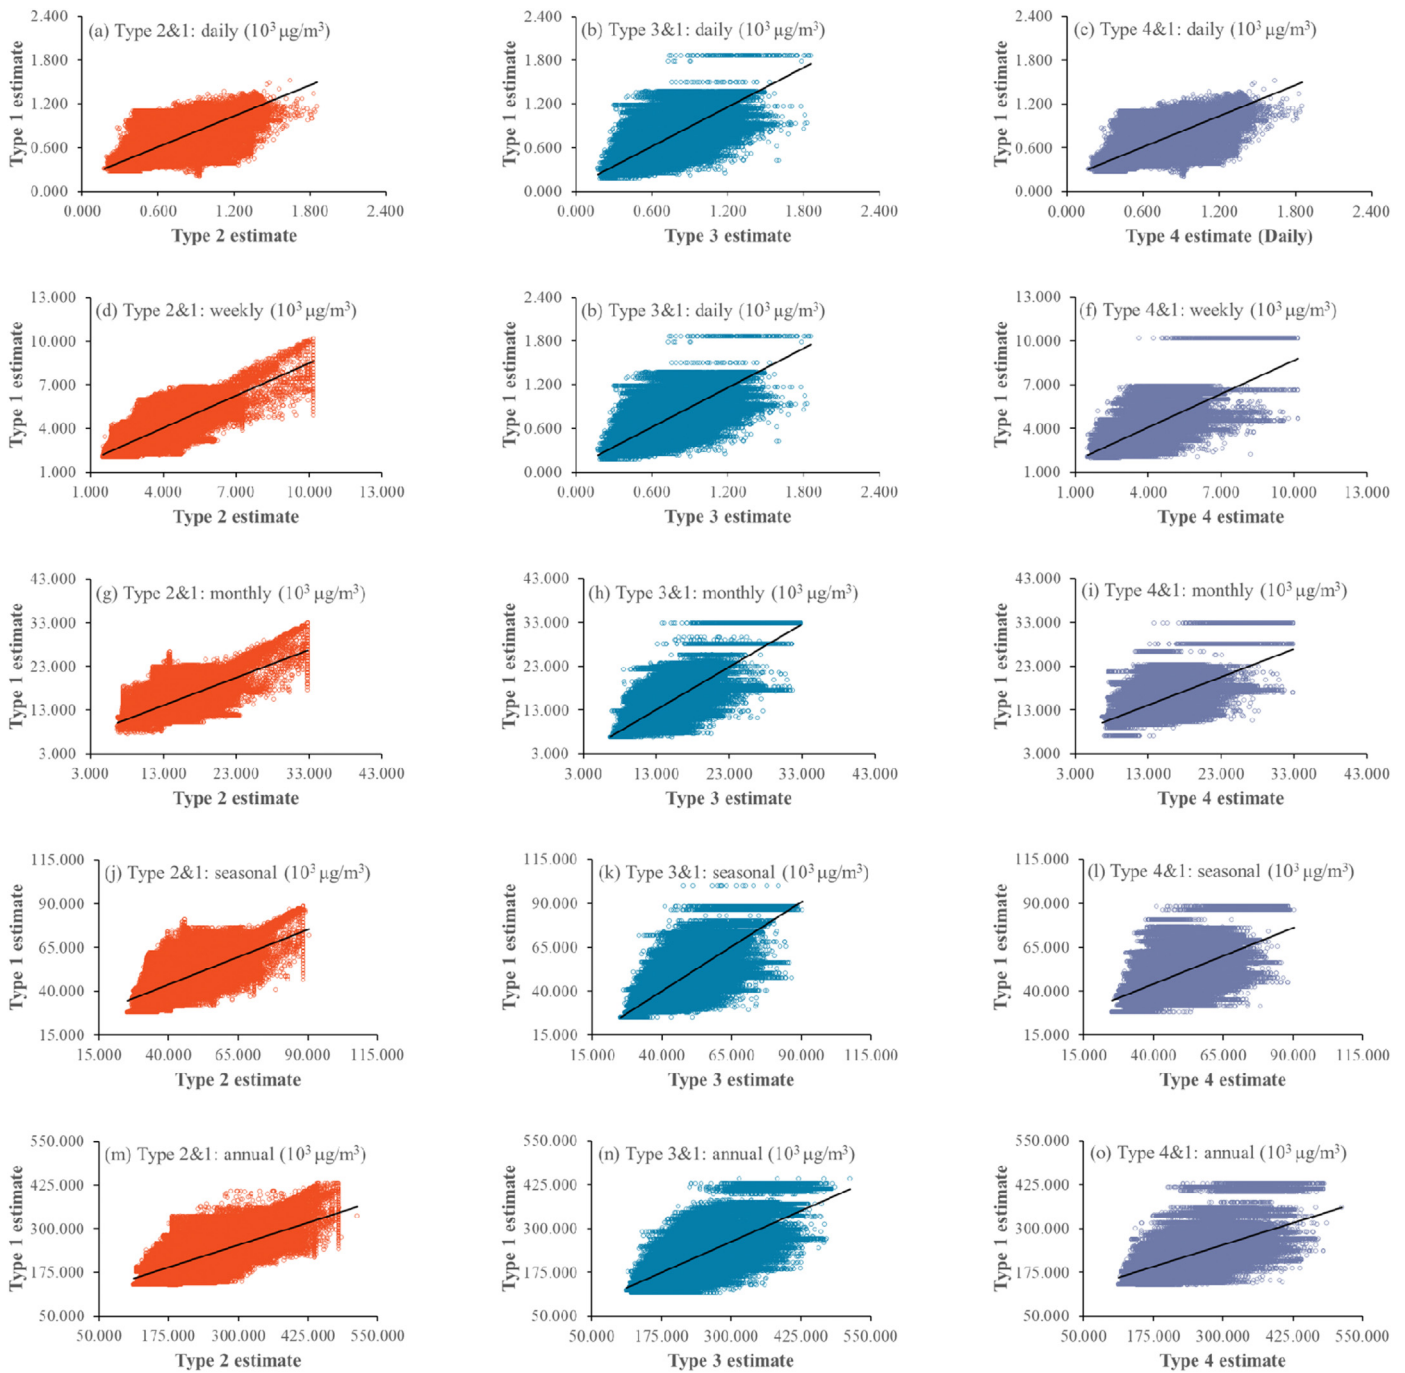 (a) Type 2&1: daily (10³ µg/m³)
Type 1 estimate
2.400
1.800
1.200
0.600
0.000
0.000 0.600 1.200 1.800 2.400
Type 2 estimate
(b) Type 3&1: daily (10³ µg/m³)
Type 1 estimate
2.400
1.800
1.200
0.600
0.000
0.000 0.600 1.200 1.800 2.400
Type 3 estimate
(c) Type 4&1: daily (10³ µg/m³)
Type 1 estimate
2.400
1.800
1.200
0.600
0.000
0.000 0.600 1.200 1.800 2.400
Type 4 estimate (Daily)
(d) Type 2&1: weekly (10³ µg/m³)
Type 1 estimate
13.000
10.000
7.000
4.000
1.000
1.000 4.000 7.000 10.000 13.000
Type 2 estimate
(b) Type 3&1: daily (10³ µg/m³)
Type 1 estimate
2.400
1.800
1.200
0.600
0.000
0.000 0.600 1.200 1.800 2.400
Type 3 estimate
(f) Type 4&1: weekly (10³ µg/m³)
Type 1 estimate
13.000
10.000
7.000
4.000
1.000
1.000 4.000 7.000 10.000 13.000
Type 4 estimate
(g) Type 2&1: monthly (10³ µg/m³)
Type 1 estimate
43.000
33.000
23.000
13.000
3.000
3.000 13.000 23.000 33.000 43.000
Type 2 estimate
(h) Type 3&1: monthly (10³ µg/m³)
Type 1 estimate
43.000
33.000
23.000
13.000
3.000
3.000 13.000 23.000 33.000 43.000
Type 3 estimate
(i) Type 4&1: monthly (10³ µg/m³)
Type 1 estimate
43.000
33.000
23.000
13.000
3.000
3.000 13.000 23.000 33.000 43.000
Type 4 estimate
(j) Type 2&1: seasonal (10³ µg/m³)
Type 1 estimate
115.000
90.000
65.000
40.000
15.000
15.000 40.000 65.000 90.000 115.000
Type 2 estimate
(k) Type 3&1: seasonal (10³ µg/m³)
Type 1 estimate
115.000
90.000
65.000
40.000
15.000
15.000 40.000 65.000 90.000 115.000
Type 3 estimate
(l) Type 4&1: seasonal (10³ µg/m³)
Type 1 estimate
115.000
90.000
65.000
40.000
15.000
15.000 40.000 65.000 90.000 115.000
Type 4 estimate
(m) Type 2&1: annual (10³ µg/m³)
Type 1 estimate
550.000
425.000
300.000
175.000
50.000
50.000 175.000 300.000 425.000 550.000
Type 2 estimate
(n) Type 3&1: annual (10³ µg/m³)
Type 1 estimate
550.000
425.000
300.000
175.000
50.000
50.000 175.000 300.000 425.000 550.000
Type 3 estimate
(o) Type 4&1: annual (10³ µg/m³)
Type 1 estimate
550.000
425.000
300.000
175.000
50.000
50.000 175.000 300.000 425.000 550.000
Type 4 estimate